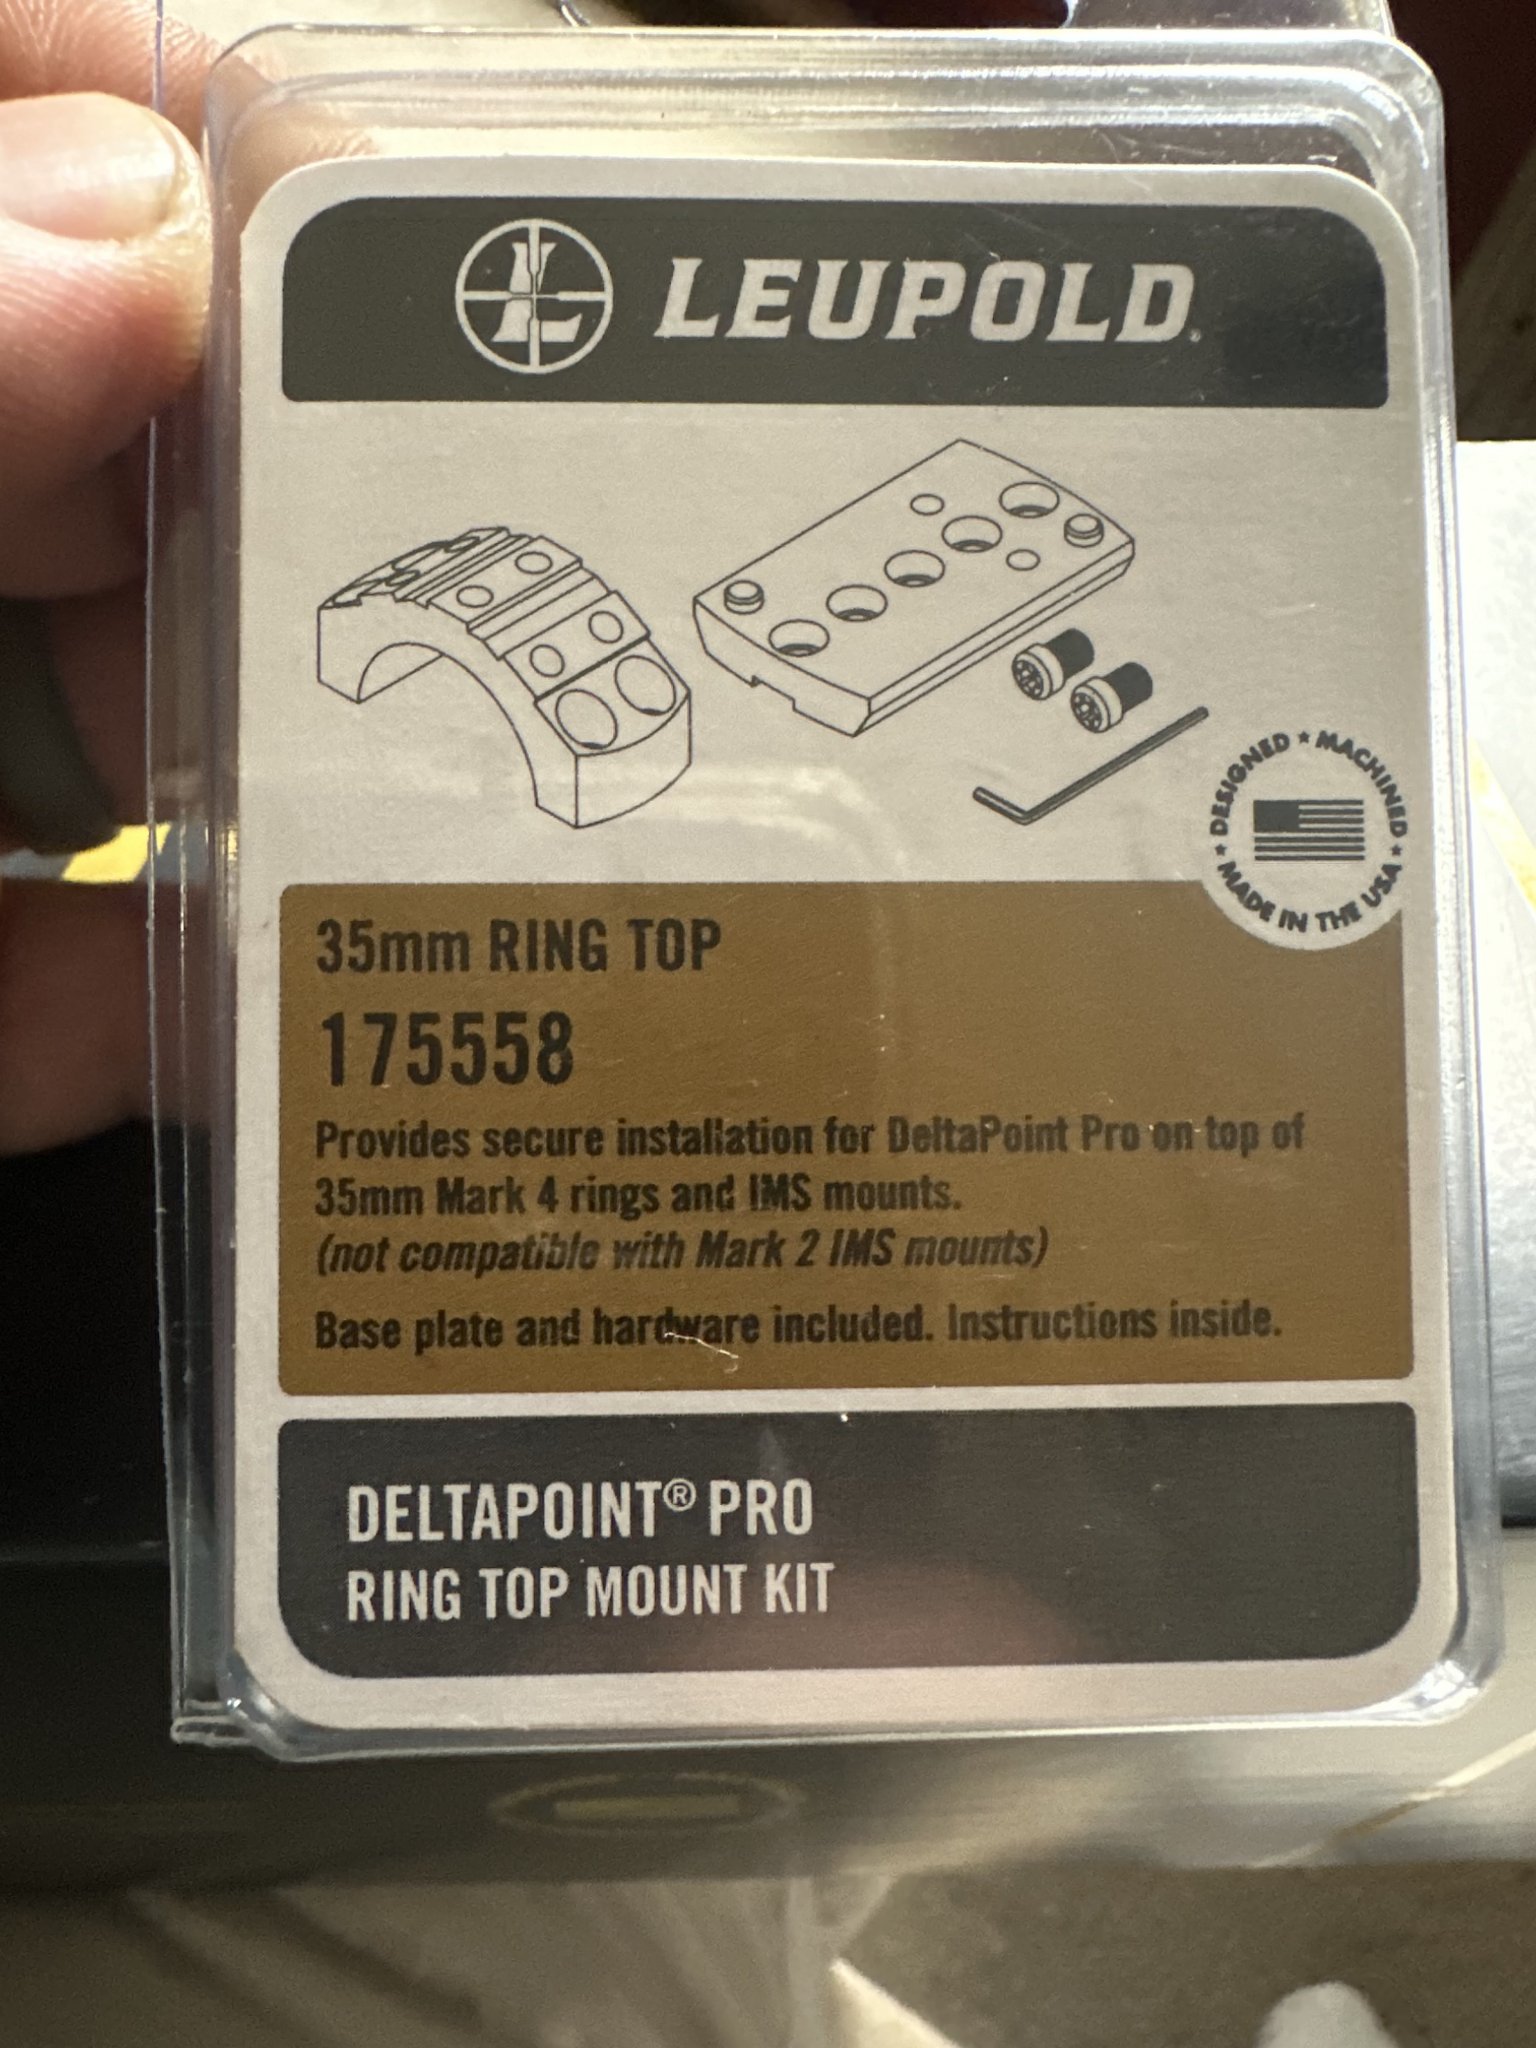 LEUPOLD
DESIGNED ★ MACHINED ★ MADE IN THE USA ★
35mm RING TOP
175558
Provides secure installation for DeltaPoint Pro on top of
35mm Mark 4 rings and IMS mounts.
(not compatible with Mark 2 IMS mounts)
Base plate and hardware included. Instructions inside.
DELTAPOINT® PRO
RING TOP MOUNT KIT